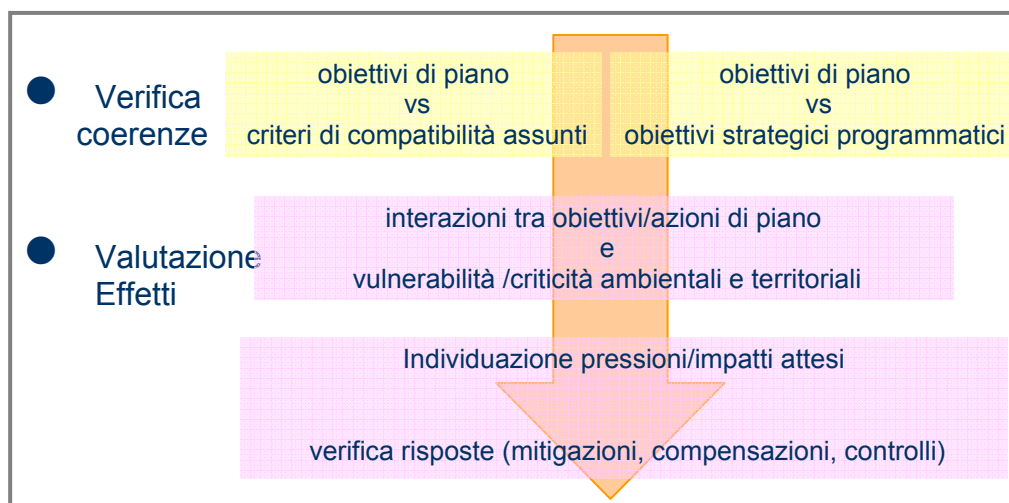 Verifica
coerenze
obiettivi di piano
vs
criteri di compatibilità assunti
obiettivi di piano
vs
obiettivi strategici programmatici
Valutazione
Effetti
interazioni tra obiettivi/azioni di piano
e
vulnerabilità /criticità ambientali e territoriali
Individuazione pressioni/impatti attesi
verifica risposte (mitigazioni, compensazioni, controlli)